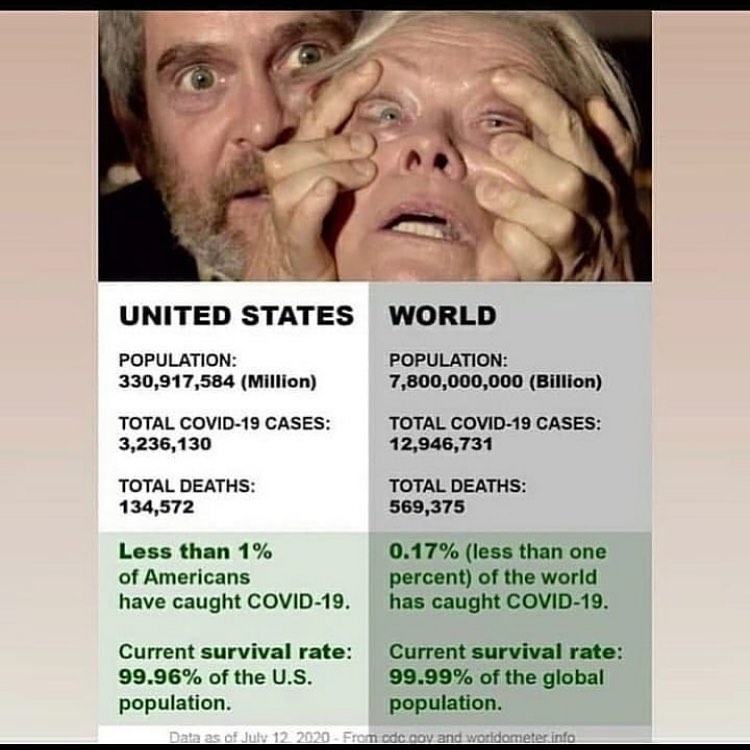 UNITED STATES
POPULATION:
330,917,584 (Million)
TOTAL COVID-19 CASES:
3,236,130
TOTAL DEATHS:
134,572
Less than 1%
of Americans
have caught COVID-19.
Current survival rate:
99.96% of the U.S.
population.
WORLD
POPULATION:
7,800,000,000 (Billion)
TOTAL COVID-19 CASES:
12,946,731
TOTAL DEATHS:
569,375
0.17% (less than one
percent) of the world
has caught COVID-19.
Current survival rate:
99.99% of the global
population.
Data as of July 12, 2020 - From cdc.gov and worldometer.info